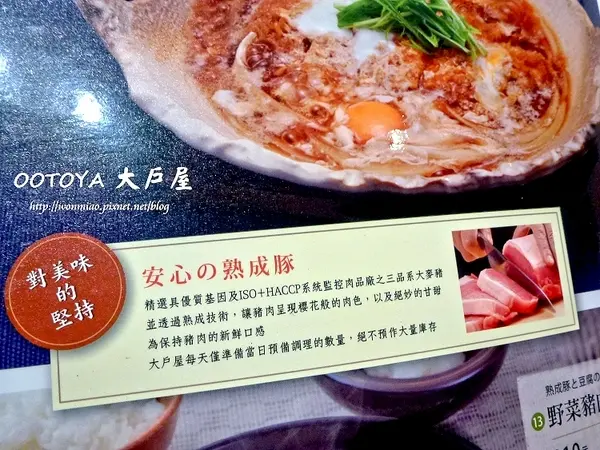 OOTOYA 大戶屋
http://wonmiao.pixnet.net/blog
對美味
的
堅持
安心の熟成豚
精選具優質基因及ISO+HACCP系統監控肉品廠之三品系大麥豬
並透過熟成技術，讓豬肉呈現櫻花般的肉色，以及絕妙的甘甜
為保持豬肉的新鮮口感
大戶屋每天僅準備當日預備調理的數量，絕不預作大量庫存
熟成豚と豆腐の
13 野菜豬